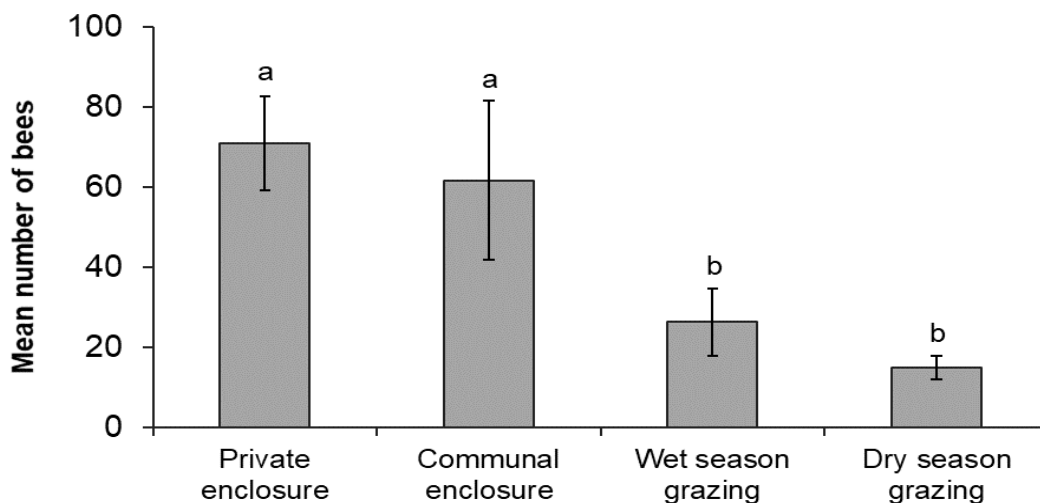 100
80
60
40
20
0
Mean number of bees
a
a
b
b
Private
enclosure
Communal
enclosure
Wet season
grazing
Dry season
grazing